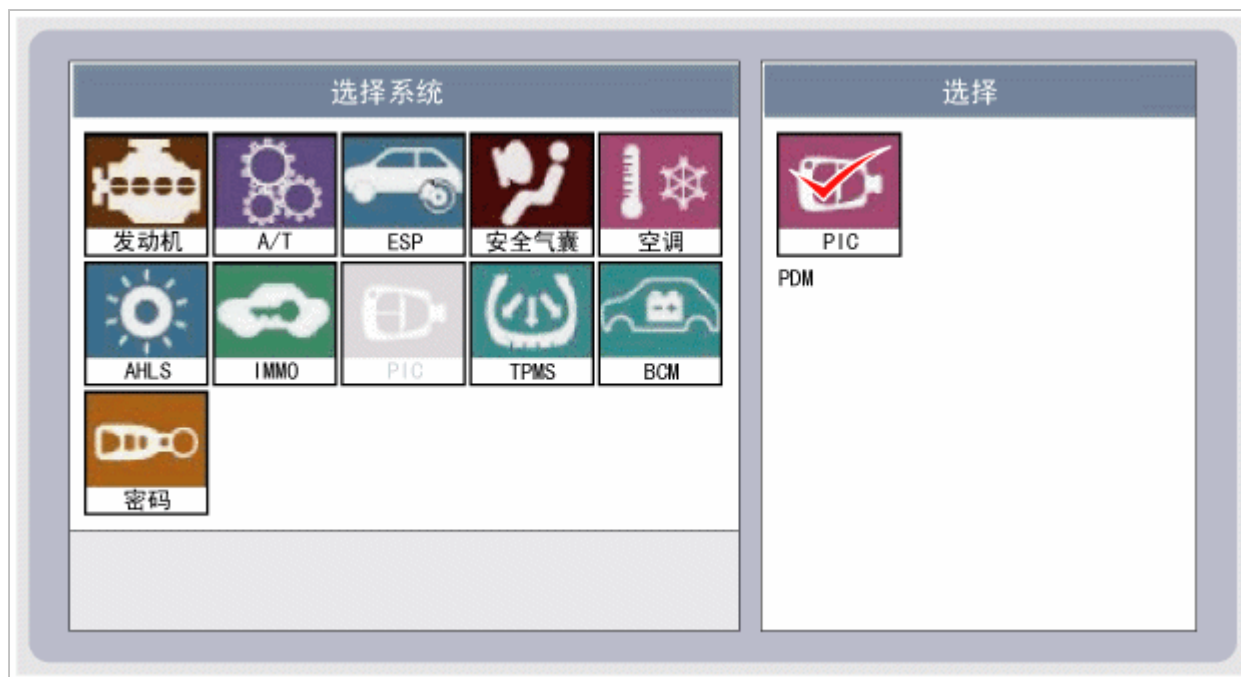 选择系统
选择
发动机
A/T
ESP
安全气囊
空调
PIC
PDM
AHLS
IMMO
PIC
TPMS
BCM
密码